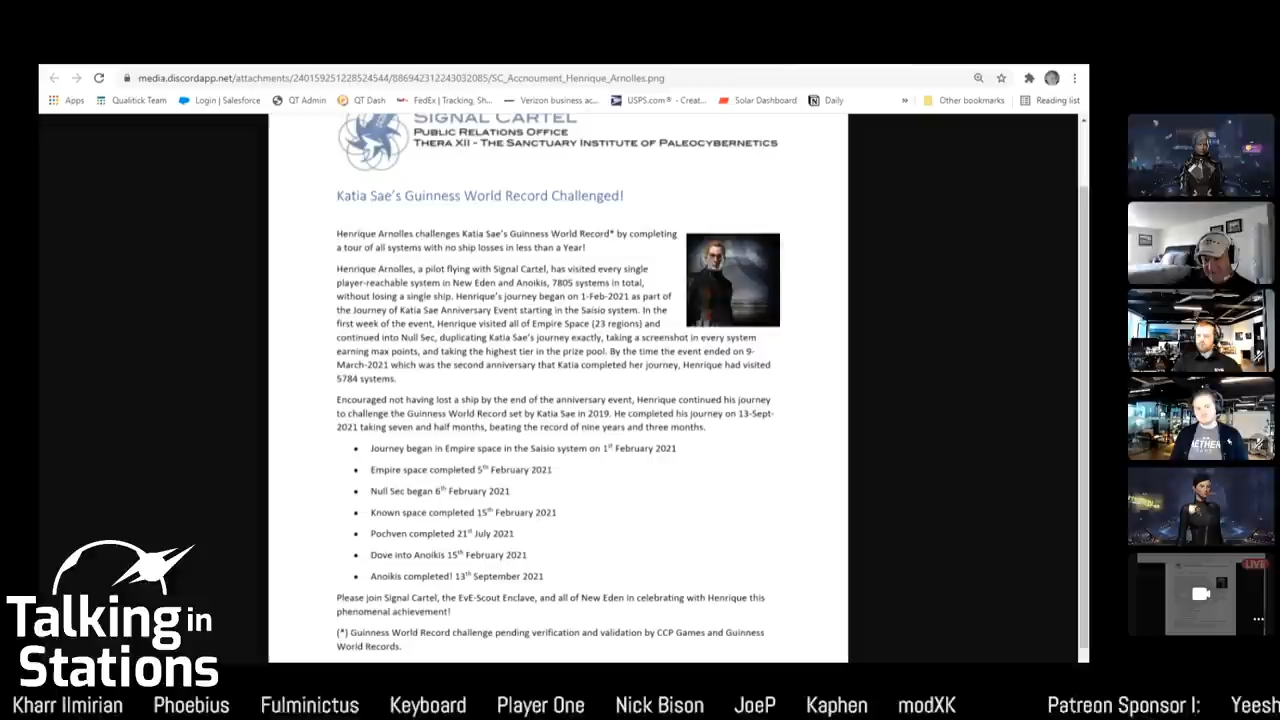 media.discordapp.net/attachments/240159251228524544/886942312243032085/SC_Accnoument_Henrique_Arnolles.png
Apps Qualitick Team Login | Salesforce QT Admin QT Dash FedEx | Tracking, Sh... Verizon business ac... USPS.com® - Creat... Solar Dashboard Daily » Other bookmarks Reading list
SIGNAL CARTEL
PUBLIC RELATIONS OFFICE
THERA XII - THE SANCTUARY INSTITUTE OF PALEOCYBERNETICS
Katia Sae's Guinness World Record Challenged!
Henrique Arnolles challenges Katia Sae's Guinness World Record* by completing
a tour of all systems with no ship losses in less than a Year!
Henrique Arnolles, a pilot flying with Signal Cartel, has visited every single
player-reachable system in New Eden and Anoikis, 7805 systems in total,
without losing a single ship. Henrique's journey began on 1-Feb-2021 as part of
the Journey of Katia Sae Anniversary Event starting in the Saisio system. In the
first week of the event, Henrique visited all of Empire Space (23 regions) and
continued into Null Sec, duplicating Katia Sae's journey exactly, taking a screenshot in every system
earning max points, and taking the highest tier in the prize pool. By the time the event ended on 9-
March-2021 which was the second anniversary that Katia completed her journey, Henrique had visited
5784 systems.
Encouraged not having lost a ship by the end of the anniversary event, Henrique continued his journey
to challenge the Guinness World Record set by Katia Sae in 2019. He completed his journey on 13-Sept-
2021 taking seven and half months, beating the record of nine years and three months.
• Journey began in Empire space in the Saisio system on 1st February 2021
• Empire space completed 5th February 2021
• Null Sec began 6th February 2021
• Known space completed 15th February 2021
• Pochven completed 21st July 2021
• Dove into Anoikis 15th February 2021
• Anoikis completed! 13th September 2021
Please join Signal Cartel, the EvE-Scout Enclave, and all of New Eden in celebrating with Henrique this
phenomenal achievement!
(*) Guinness World Record challenge pending verification and validation by CCP Games and Guinness
World Records.
LIVE
Talking in
Stations
Kharr Ilmirian Phoebius Fulminictus Keyboard Player One Nick Bison JoeP Kaphen modXK Patreon Sponsor I: Yeesh